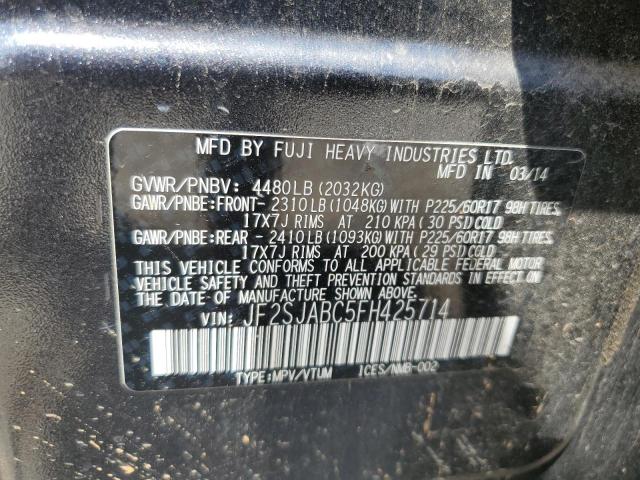 MFD BY FUJI HEAVY INDUSTRIES LTD.
MFD IN 03/14
GVWR/PNBV: 4480LB (2032KG)
GAWR/PNBE:FRONT- 2310LB (1048KG) WITH P225/60R17 98H TIRES,
17X7J RIMS AT 210 KPA (30 PSI) COLD
GAWR/PNBE:REAR - 2410LB (1093KG) WITH P225/60R17 98H TIRES,
17X7J RIMS AT 200 KPA (29 PSI) COLD
THIS VEHICLE CONFORMS TO ALL APPLICABLE FEDERAL MOTOR
VEHICLE SAFETY AND THEFT PREVENTION STANDARDS IN EFFECT ON
THE DATE OF MANUFACTURE SHOWN ABOVE.
VIN: JF2SJABC5FH425714
TYPE:MPV/VTUM ICES/NMB-002